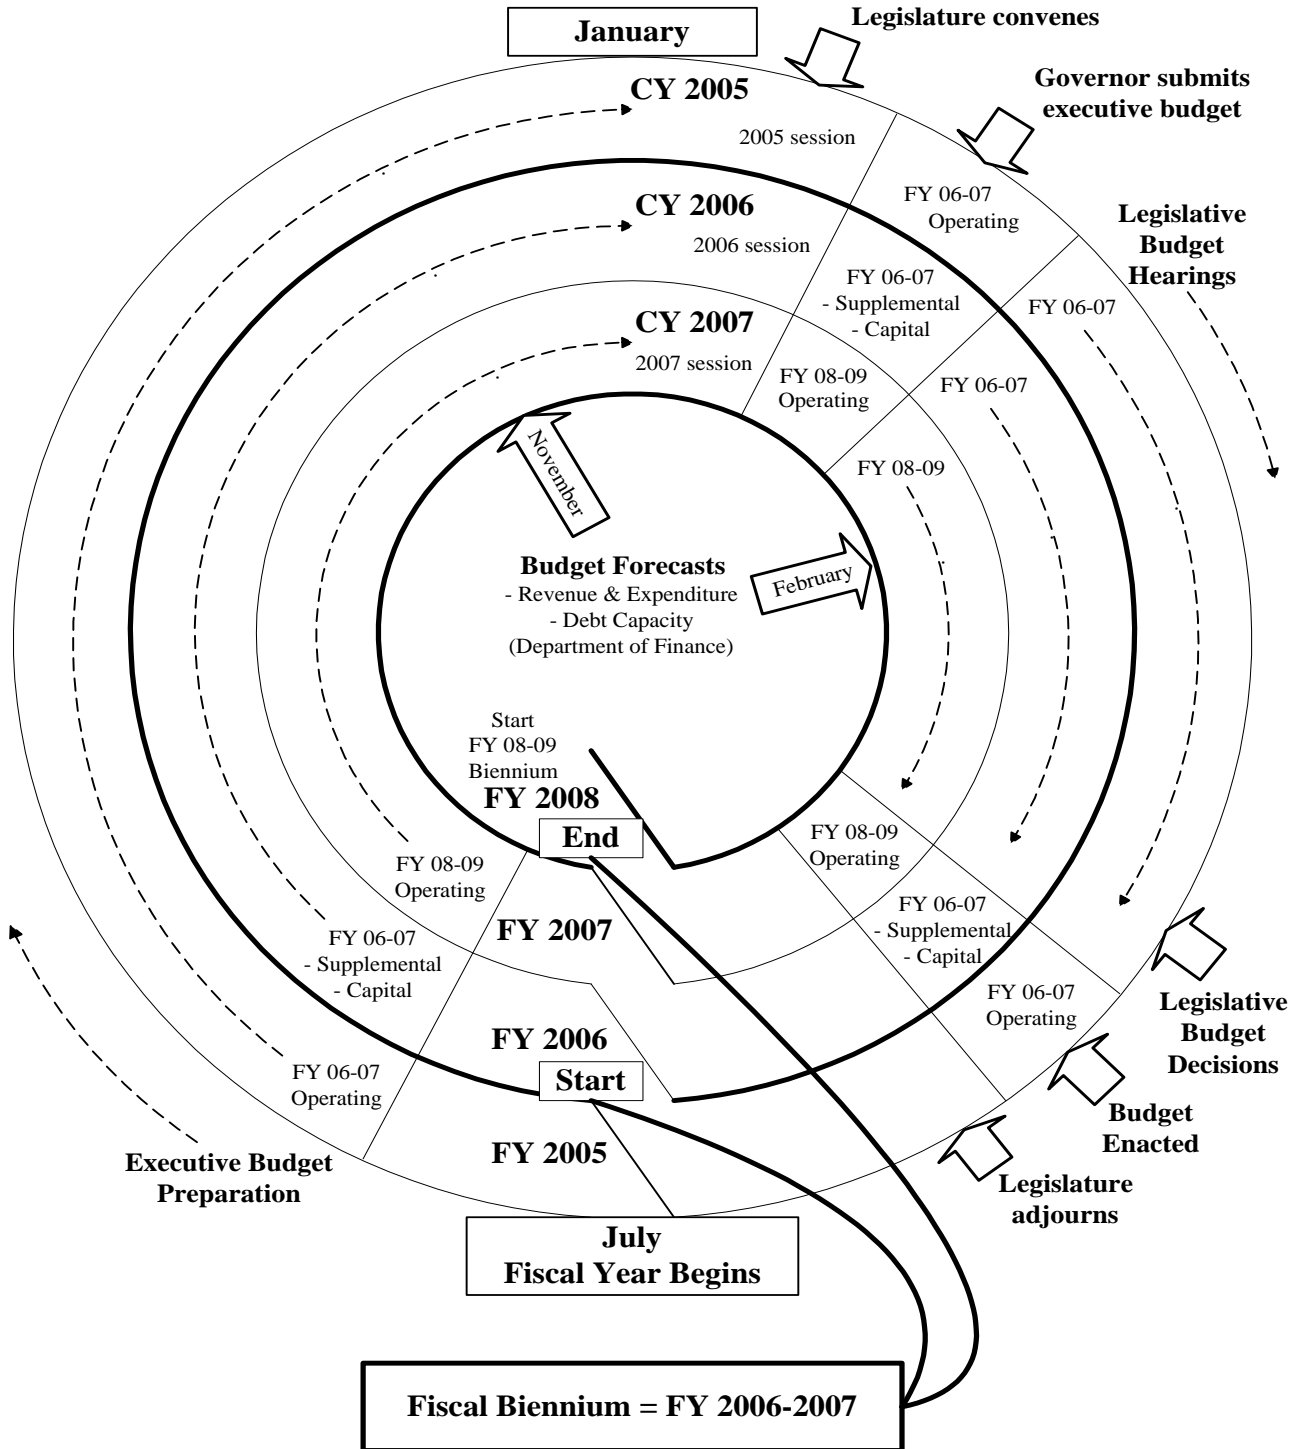 Legislature convenes
January
Governor submits
executive budget
CY 2005
2005 session
FY 06-07
Operating
Legislative
Budget
Hearings
CY 2006
2006 session
FY 06-07
- Supplemental
- Capital
FY 06-07
CY 2007
2007 session
FY 08-09
Operating
FY 06-07
FY 08-09
November
February
Budget Forecasts
- Revenue & Expenditure
- Debt Capacity
(Department of Finance)
Start
FY 08-09
Biennium
FY 2008
End
FY 08-09
Operating
FY 08-09
Operating
FY 2007
FY 06-07
- Supplemental
- Capital
FY 06-07
- Supplemental
- Capital
FY 06-07
Operating
Legislative
Budget
Decisions
FY 2006
Start
FY 06-07
Operating
Budget
Enacted
FY 2005
Executive Budget
Preparation
Legislature
adjourns
July
Fiscal Year Begins
Fiscal Biennium = FY 2006-2007